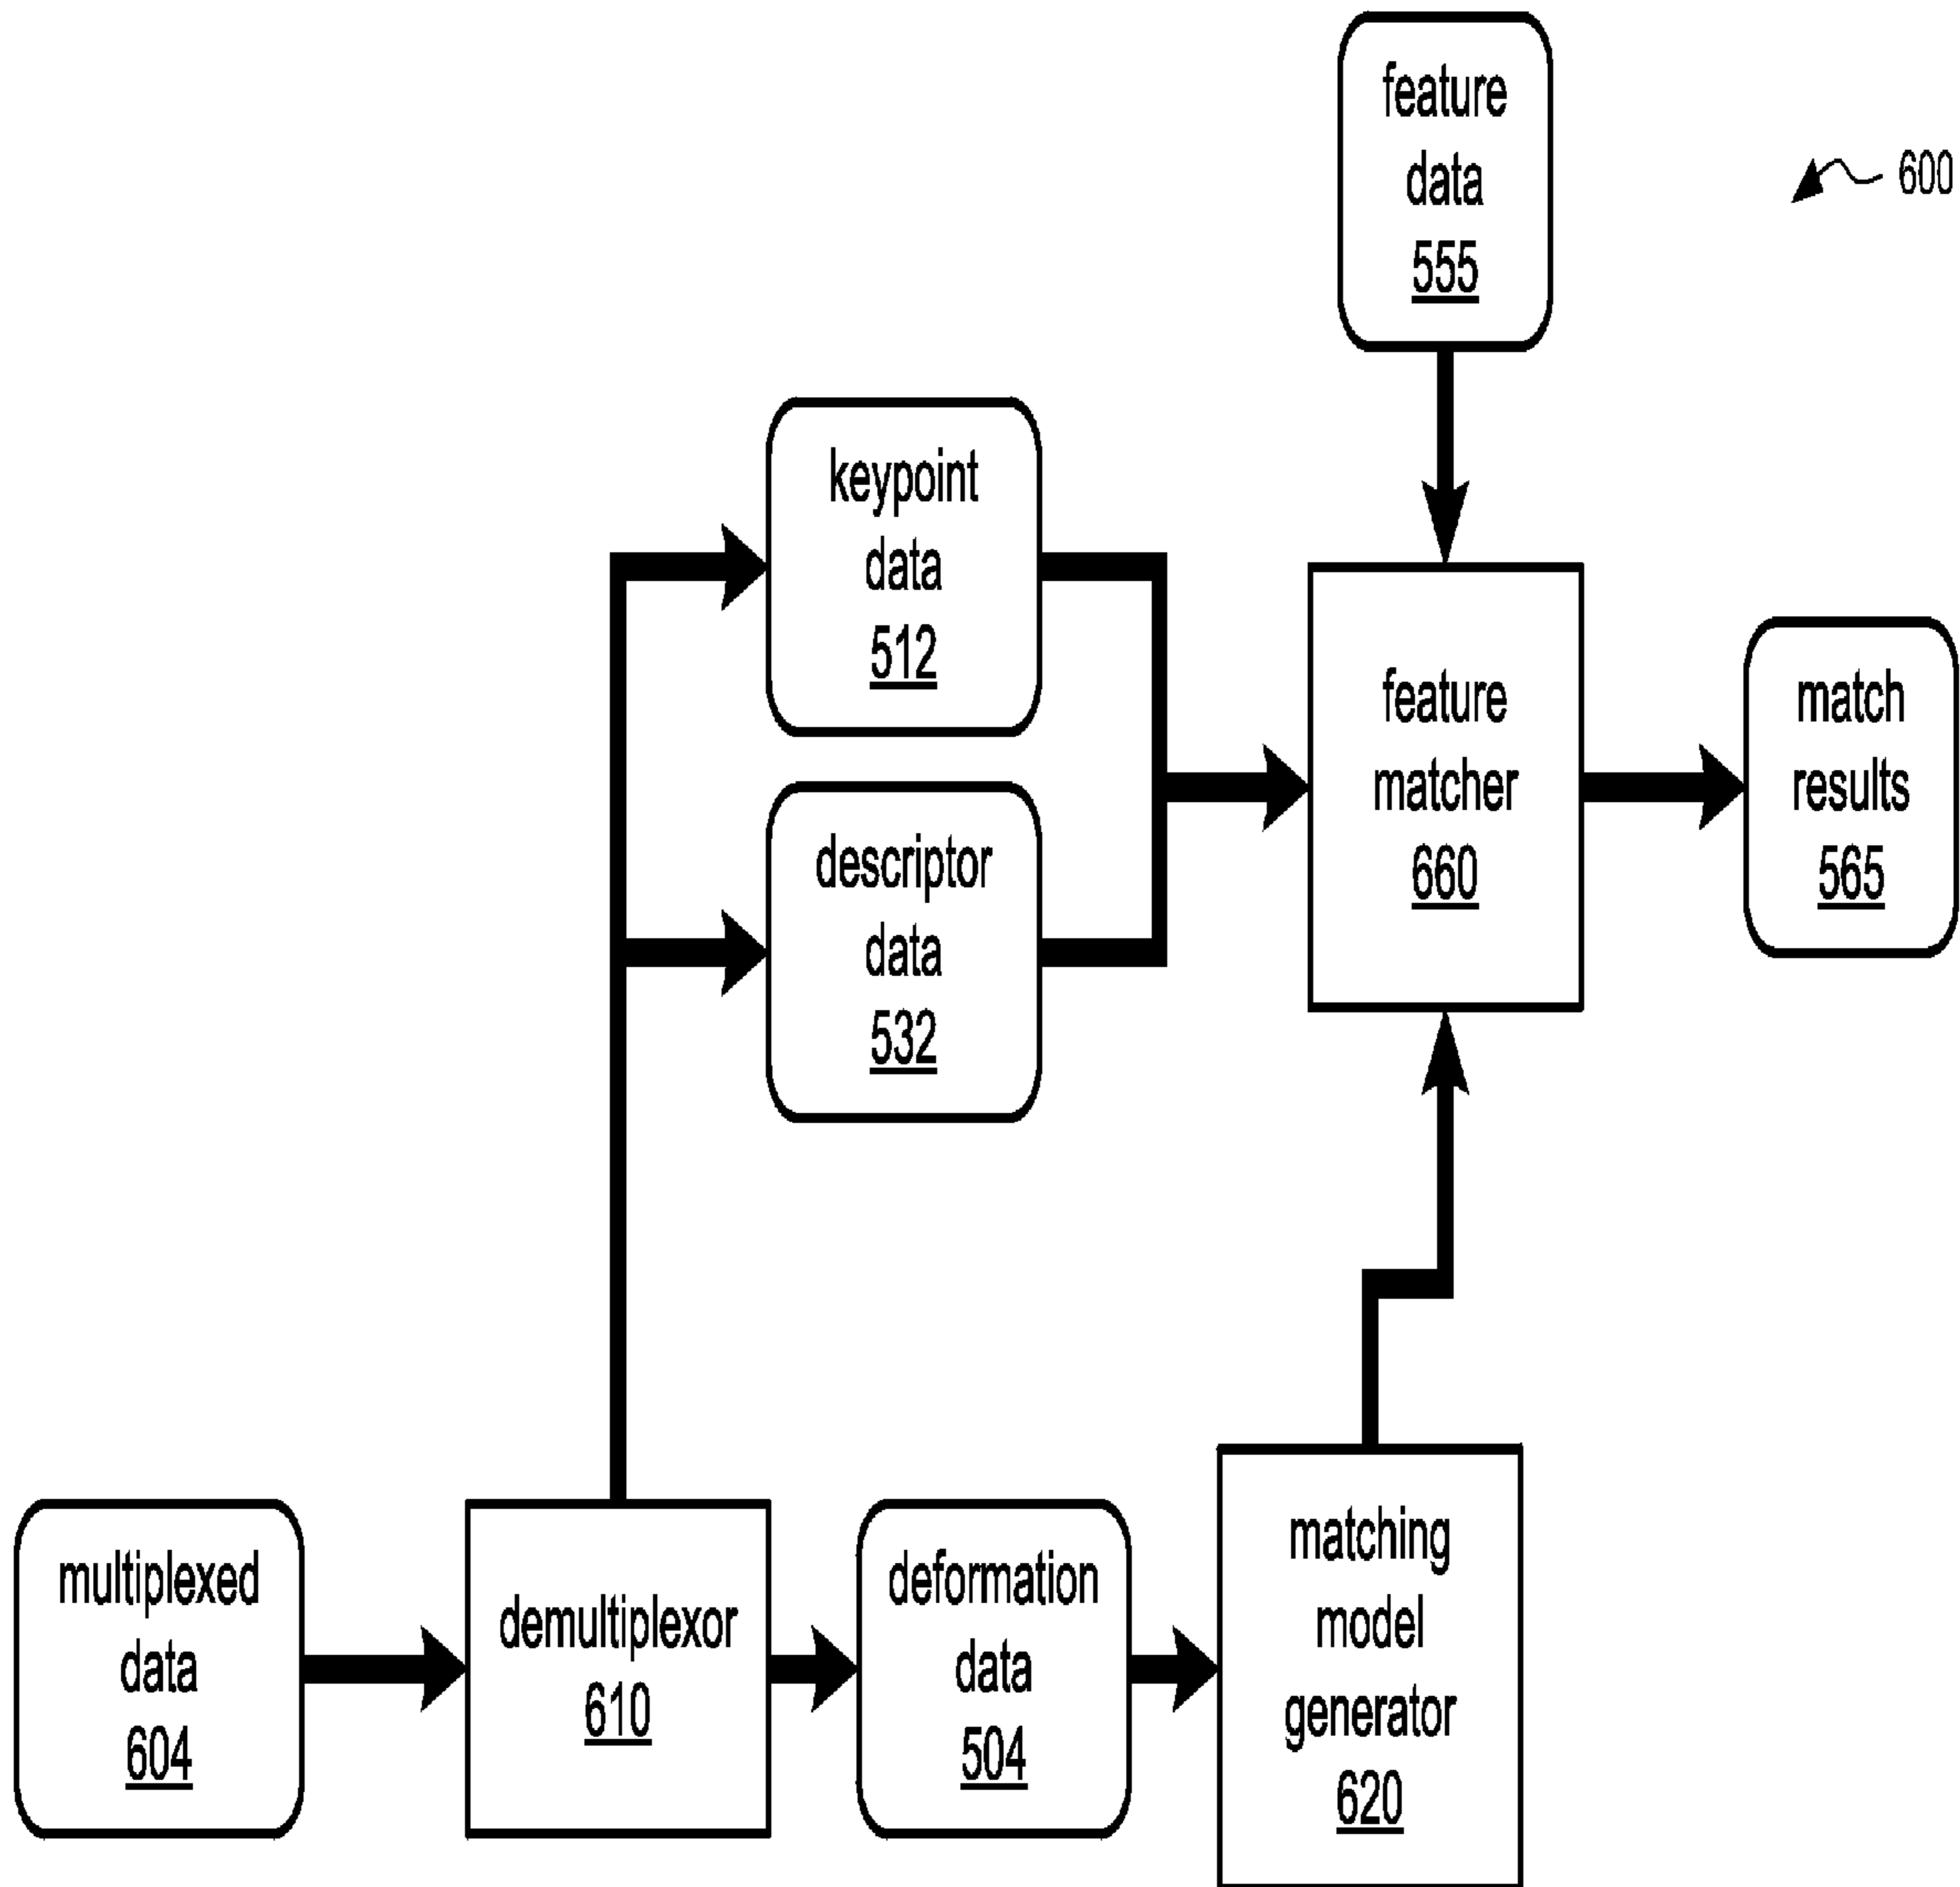 feature
data
555
600
keypoint
data
512
feature
matcher
660
match
results
565
descriptor
data
532
multiplexed
data
604
demultiplexor
610
deformation
data
504
matching
model
generator
620